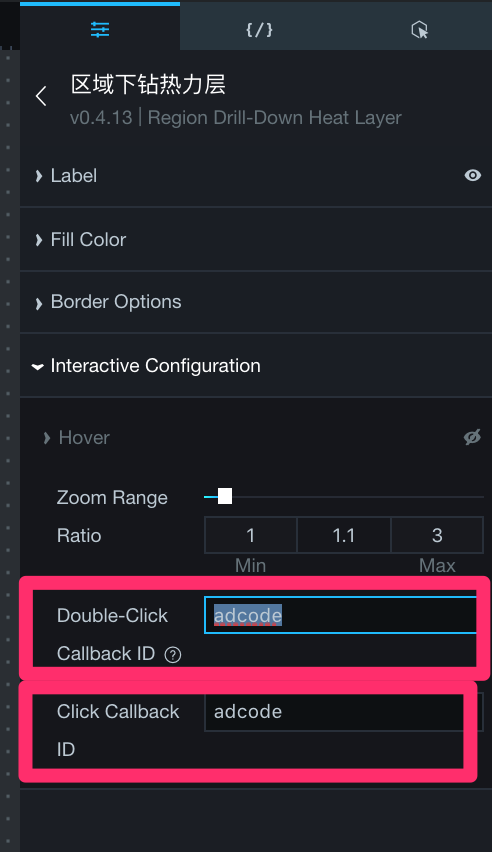 {/}
区域下钻热力层
v0.4.13 | Region Drill-Down Heat Layer
Label
Fill Color
Border Options
Interactive Configuration
Hover
Zoom Range
Ratio 1 1.1 3
Min Max
Double-Click adcode
Callback ID ?
Click Callback adcode
ID